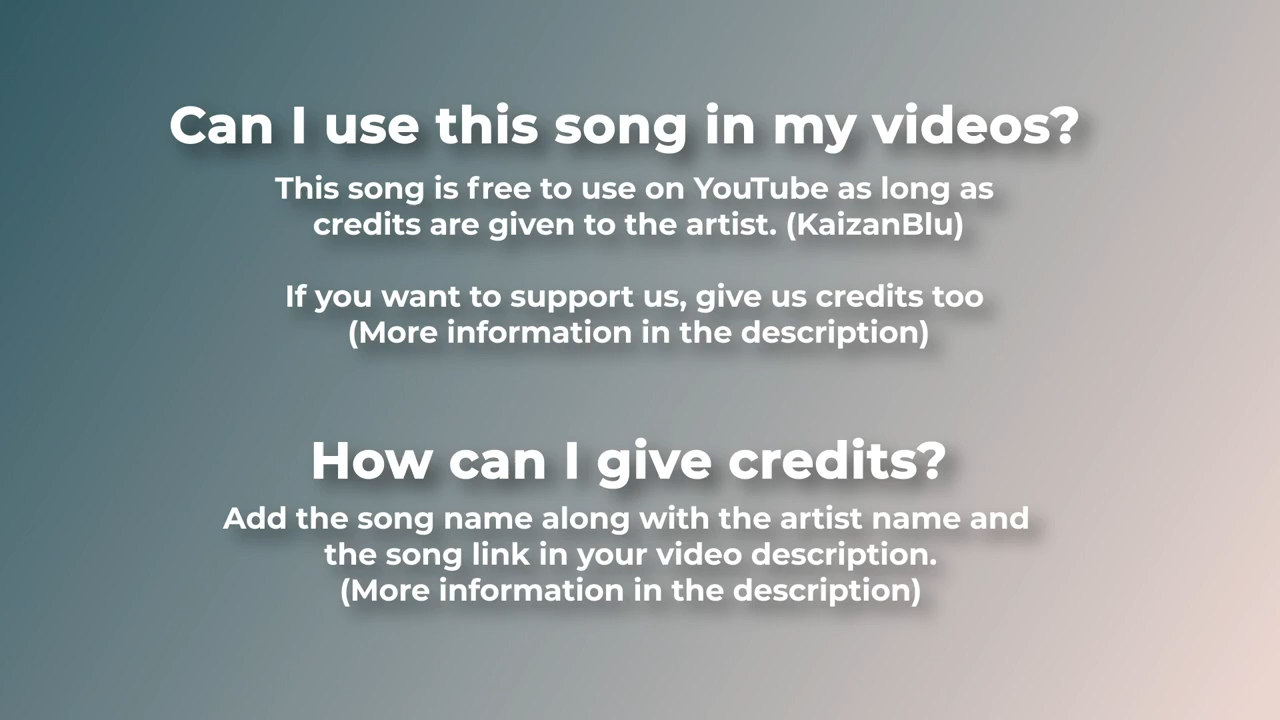 Can I use this song in my videos?
This song is free to use on YouTube as long as
credits are given to the artist. (KaizanBlu)
If you want to support us, give us credits too
(More information in the description)
How can I give credits?
Add the song name along with the artist name and
the song link in your video description.
(More information in the description)